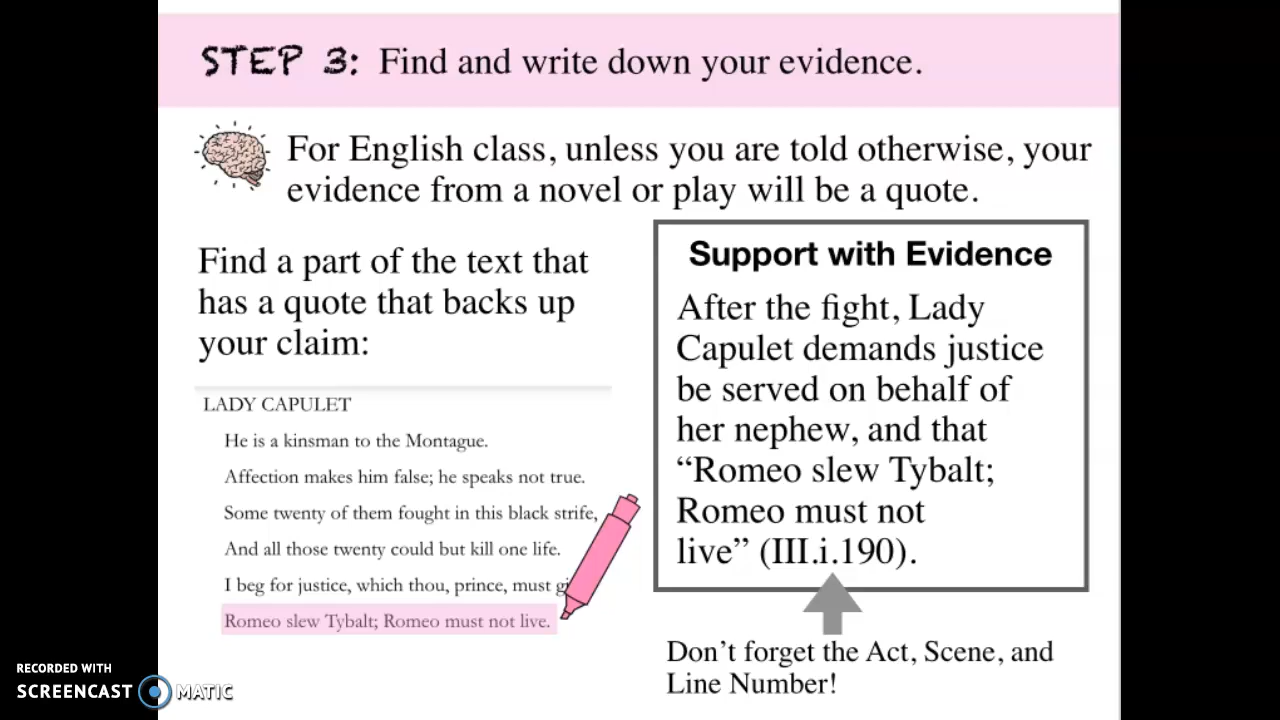 STEP 3: Find and write down your evidence.
For English class, unless you are told otherwise, your
evidence from a novel or play will be a quote.
Find a part of the text that
has a quote that backs up
your claim:
LADY CAPULET
He is a kinsman to the Montague.
Affection makes him false; he speaks not true.
Some twenty of them fought in this black strife,
And all those twenty could but kill one life.
I beg for justice, which thou, prince, must gi
Romeo slew Tybalt; Romeo must not live.
Support with Evidence
After the fight, Lady
Capulet demands justice
be served on behalf of
her nephew, and that
“Romeo slew Tybalt;
Romeo must not
live” (III.i.190).
Don’t forget the Act, Scene, and
Line Number!
RECORDED WITH
SCREENCAST MATIC